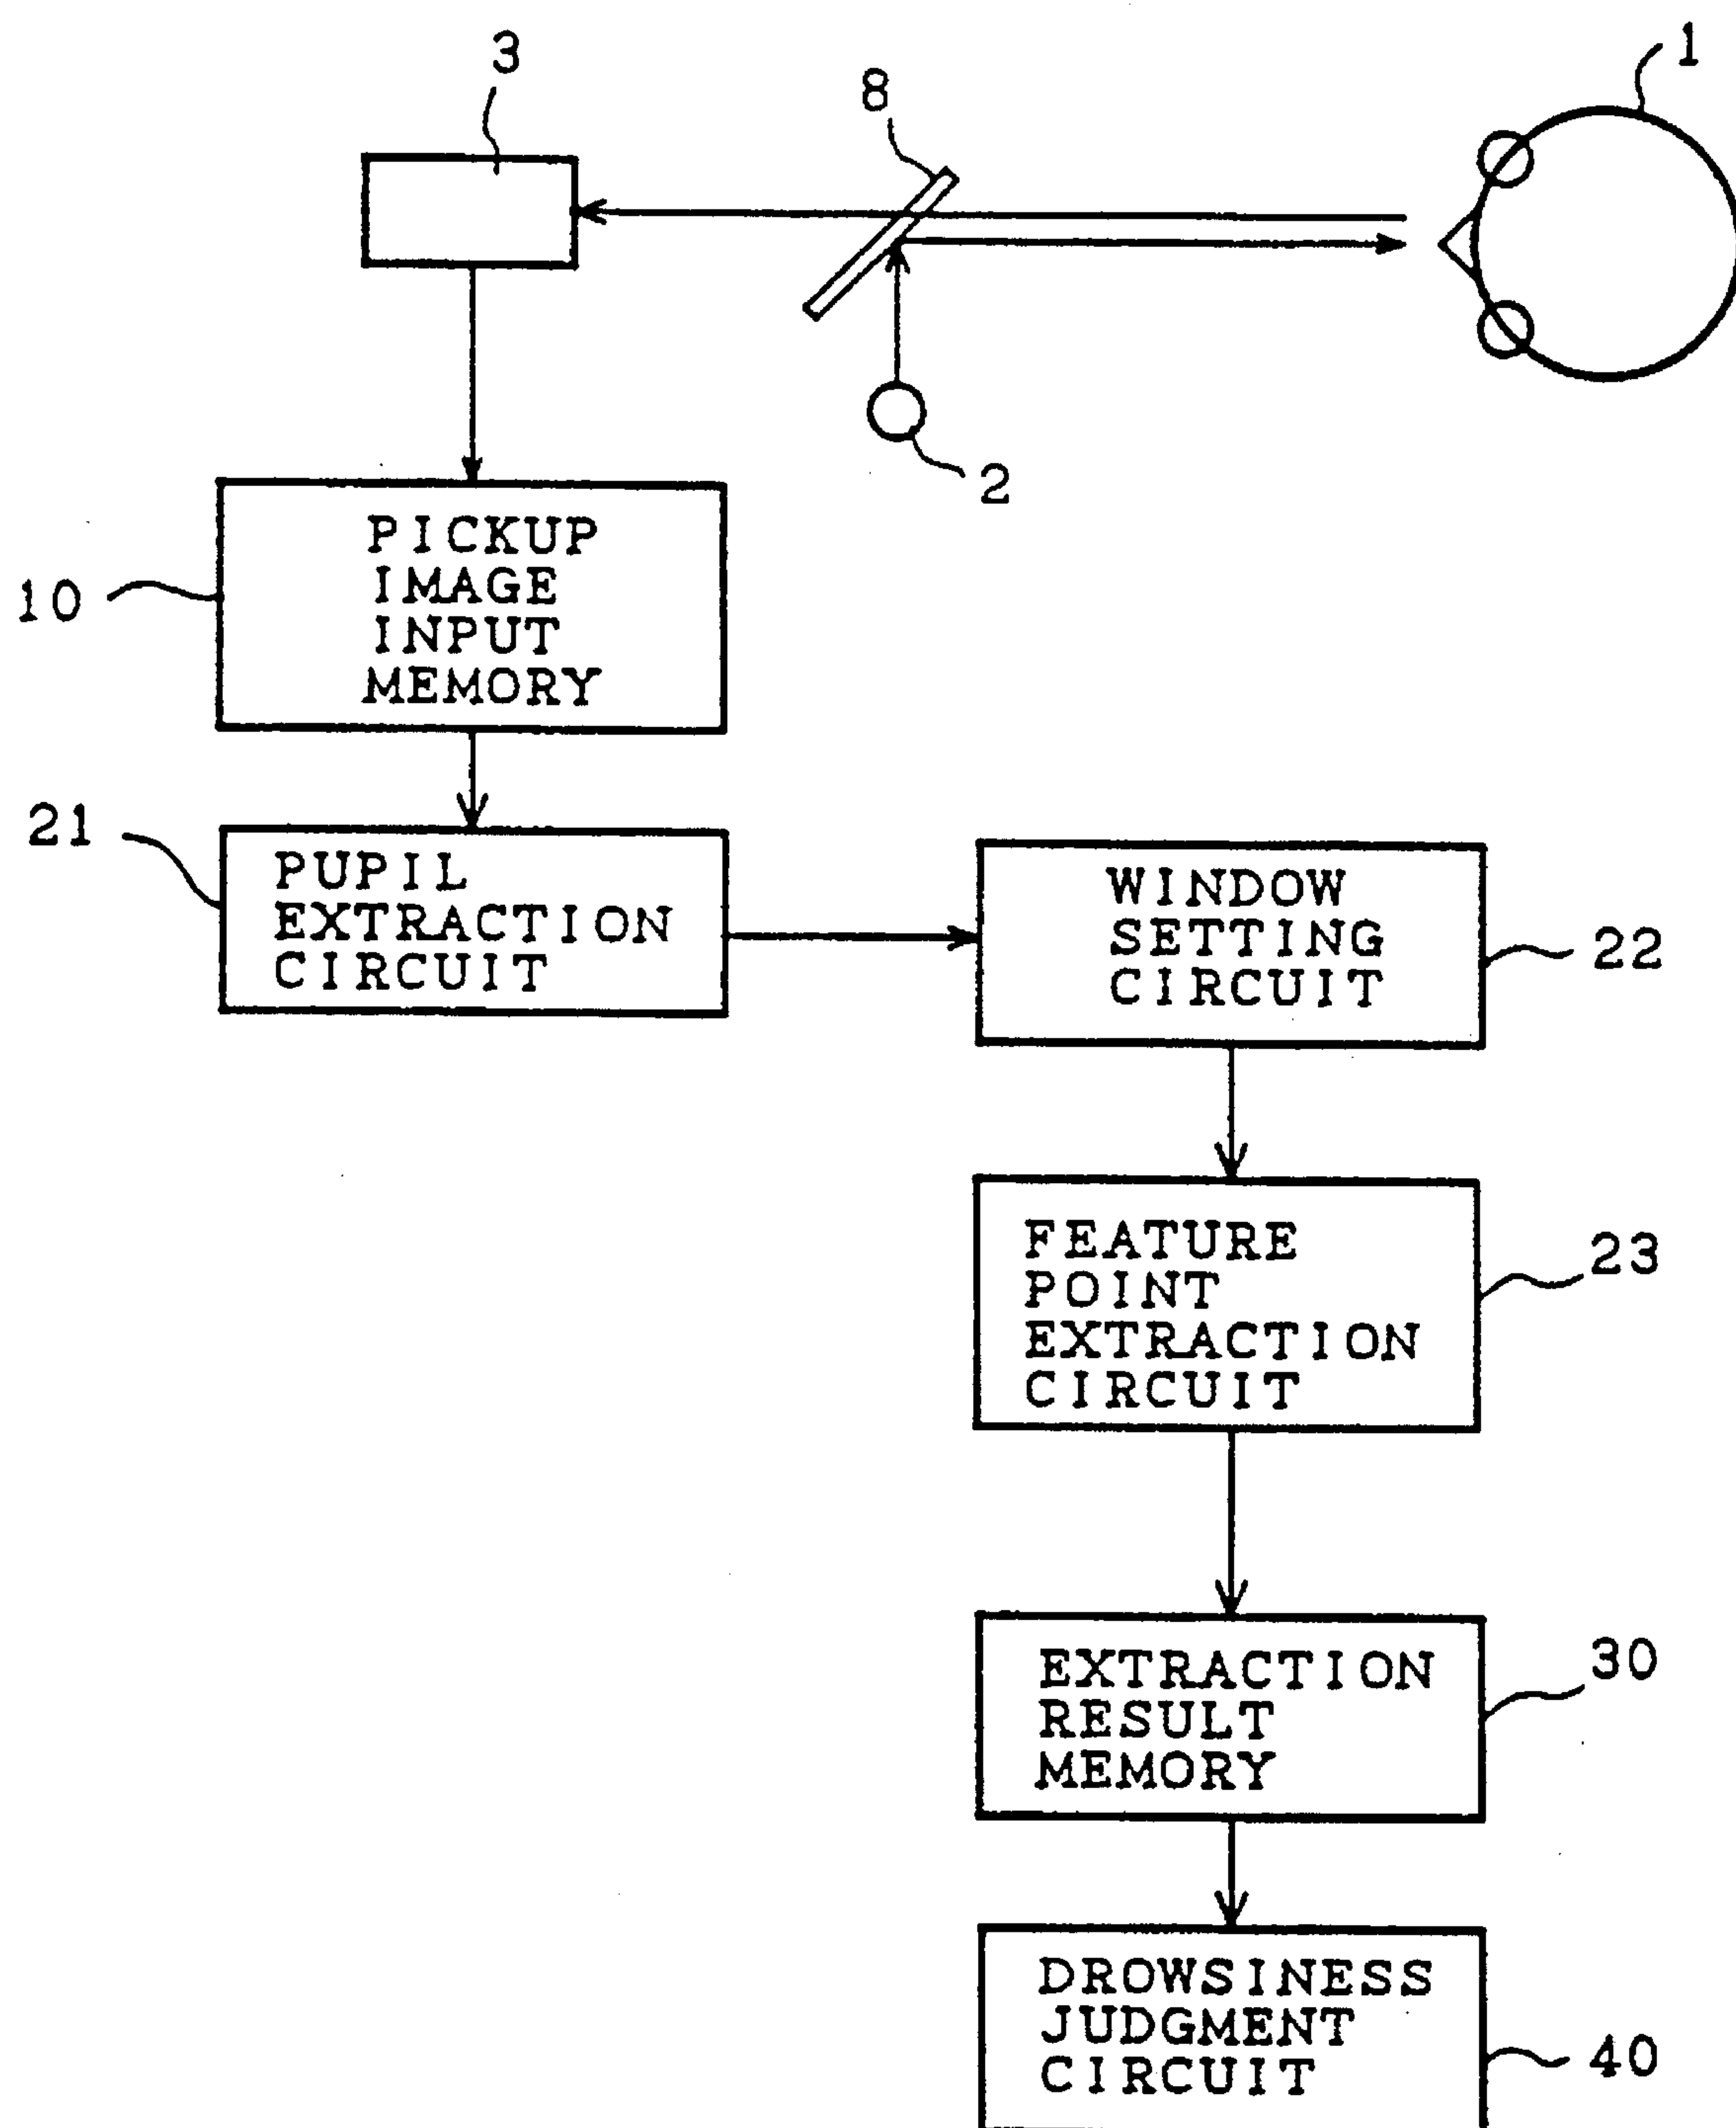 3
8
1
2
10
PICKUP
IMAGE
INPUT
MEMORY
21
PUPIL
EXTRACTION
CIRCUIT
WINDOW
SETTING
CIRCUIT
22
FEATURE
POINT
EXTRACTION
CIRCUIT
23
EXTRACTION
RESULT
MEMORY
30
DROWSINESS
JUDGMENT
CIRCUIT
40